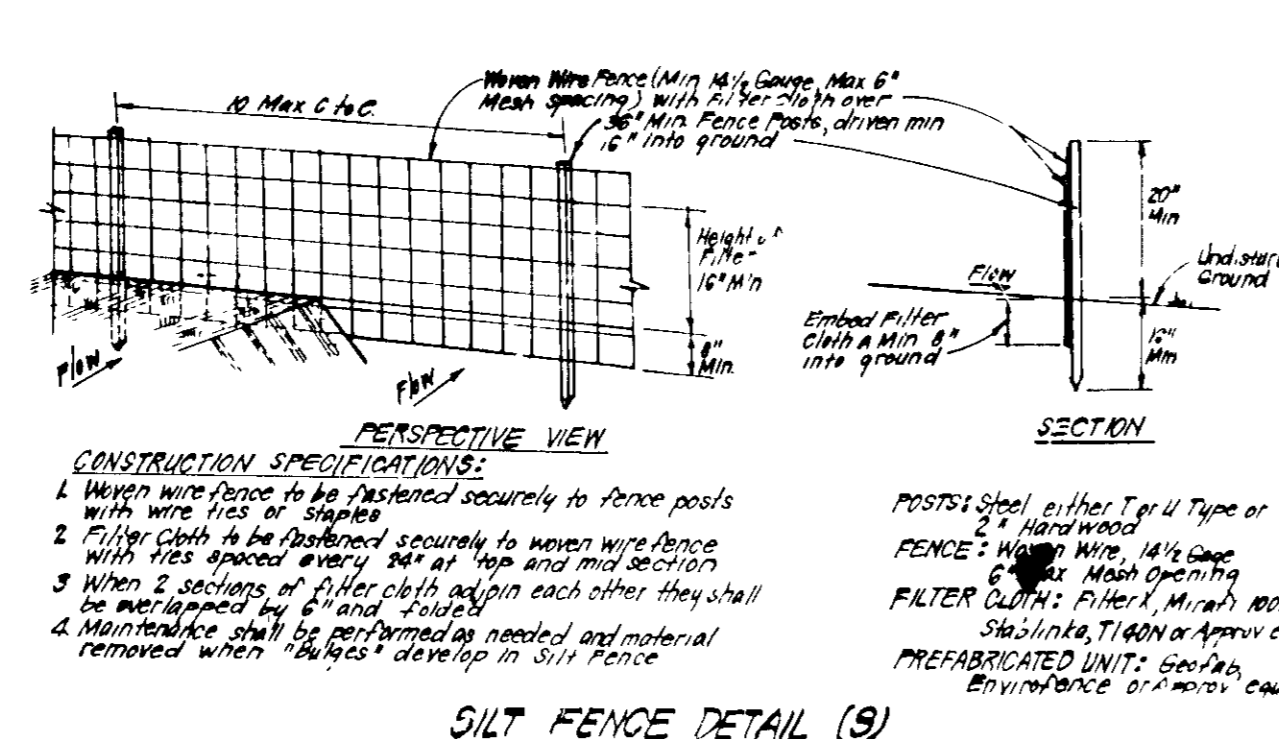 10 Max C to C.
Woven Wire Fence (Min 14½ Gauge, Max 6"
Mesh spacing) with Filter Cloth over
36" Min. Fence Posts, driven min
16" into ground
Height of
Filter
16" Min
8"
Min.
Flow
Flow
PERSPECTIVE VIEW
20"
Min
Flow
Ground
Embed Filter
Cloth a Min 8"
into ground
16"
Min
SECTION
CONSTRUCTION SPECIFICATIONS:
1. Woven wire fence to be fastened securely to fence posts
with wire ties or staples
2 Filter Cloth to be fastened securely to woven wire fence
with ties spaced every 24" at top and mid section
3 When 2 sections of filter cloth adjoin each other they shall
be overlapped by 6" and folded
4. Maintenance shall be performed as needed and material
removed when "Bulges" develop in Silt Fence
POSTS: Steel either T or U Type or
2" Hardwood
FENCE: Woven Wire, 14½ Gage
6" Max Mesh Opening
FILTER CLOTH: Filter X, Mirafi 100
Stablinka, T140N or
PREFABRICATED UNIT: Geofab,
Envirofence or
SILT FENCE DETAIL (S)